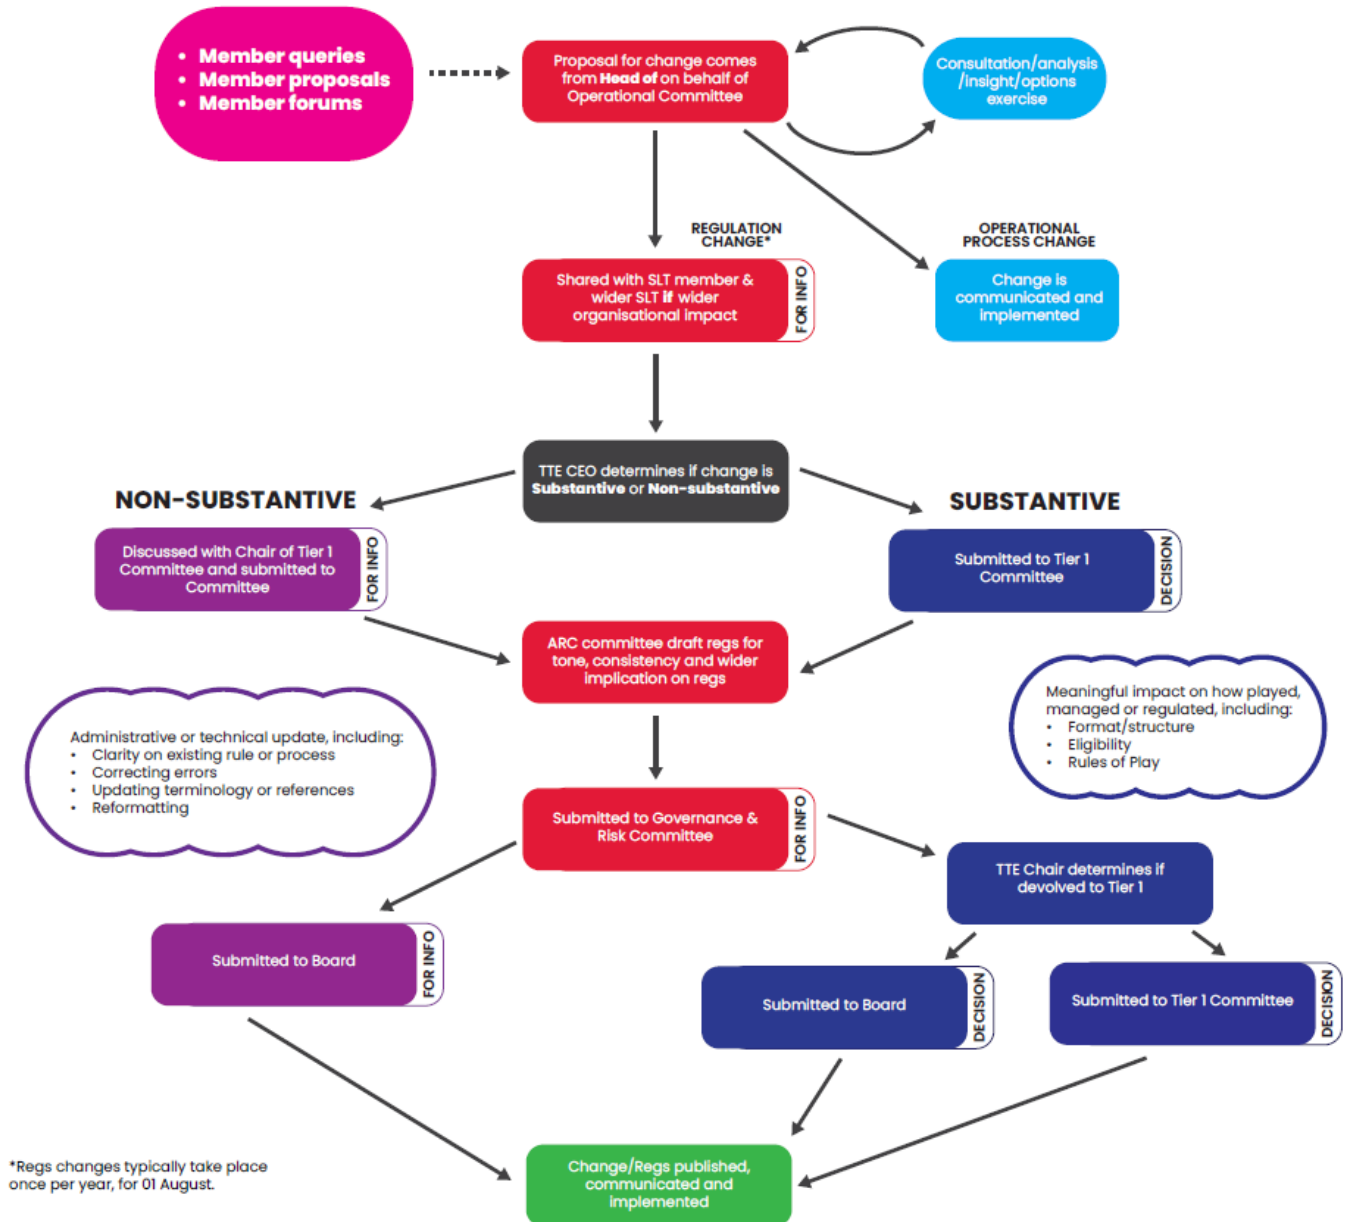 • Member queries
• Member proposals
• Member forums
Proposal for change comes
from Head of on behalf of
Operational Committee
Consultation/analysis
/insight/options
exercise
REGULATION
CHANGE*
OPERATIONAL
PROCESS CHANGE
Shared with SLT member &
wider SLT if wider
organisational impact
FOR INFO
Change is
communicated and
implemented
TTE CEO determines if change is
Substantive or Non-substantive
NON-SUBSTANTIVE
SUBSTANTIVE
Discussed with Chair of Tier 1
Committee and submitted to
Committee
FOR INFO
Submitted to Tier 1
Committee
DECISION
ARC committee draft regs for
tone, consistency and wider
implication on regs
Administrative or technical update, including:
• Clarity on existing rule or process
• Correcting errors
• Updating terminology or references
• Reformatting
Meaningful impact on how played,
managed or regulated, including:
• Format/structure
• Eligibility
• Rules of Play
Submitted to Governance &
Risk Committee
FOR INFO
TTE Chair determines if
devolved to Tier 1
Submitted to Board
FOR INFO
Submitted to Board
DECISION
Submitted to Tier 1 Committee
DECISION
Change/Regs published,
communicated and
implemented
*Regs changes typically take place
once per year, for 01 August.